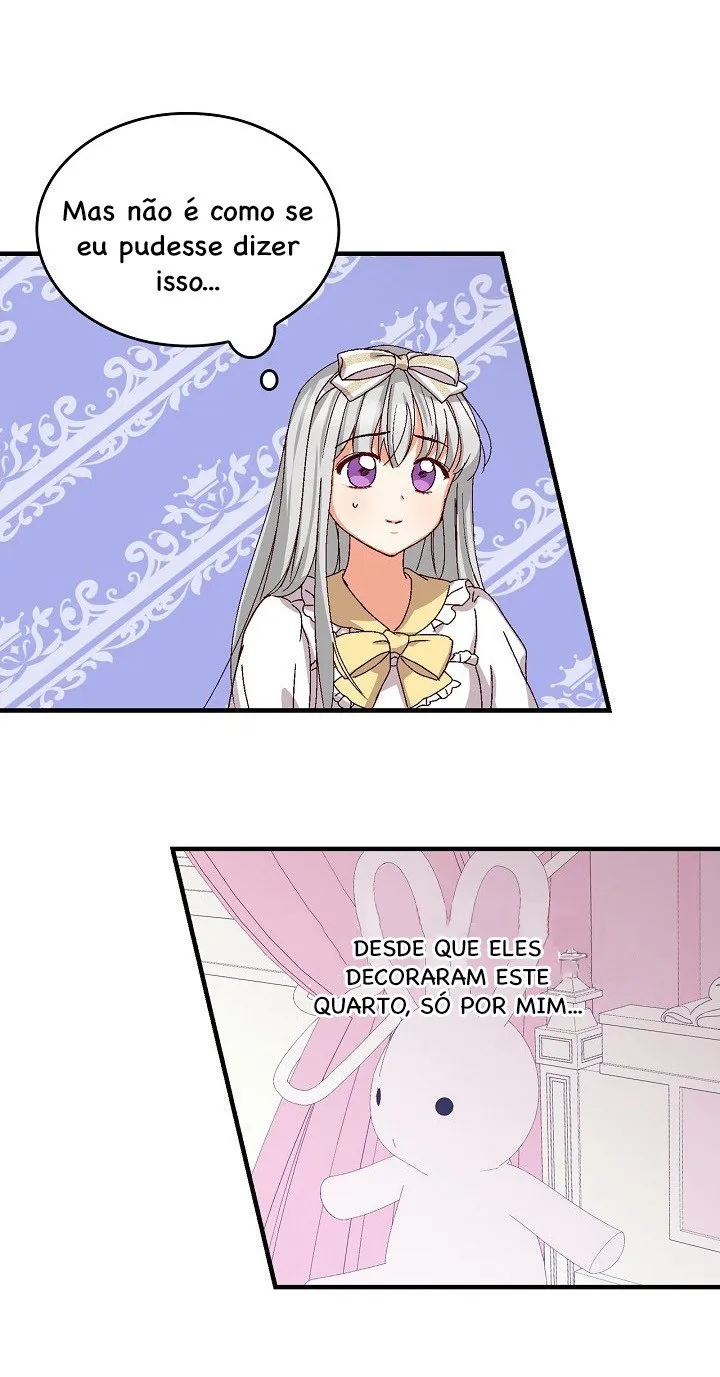 Mas não é como se
eu pudesse dizer
isso...
DESDE QUE ELES
DECORARAM ESTE
QUARTO, SÓ POR MIM...